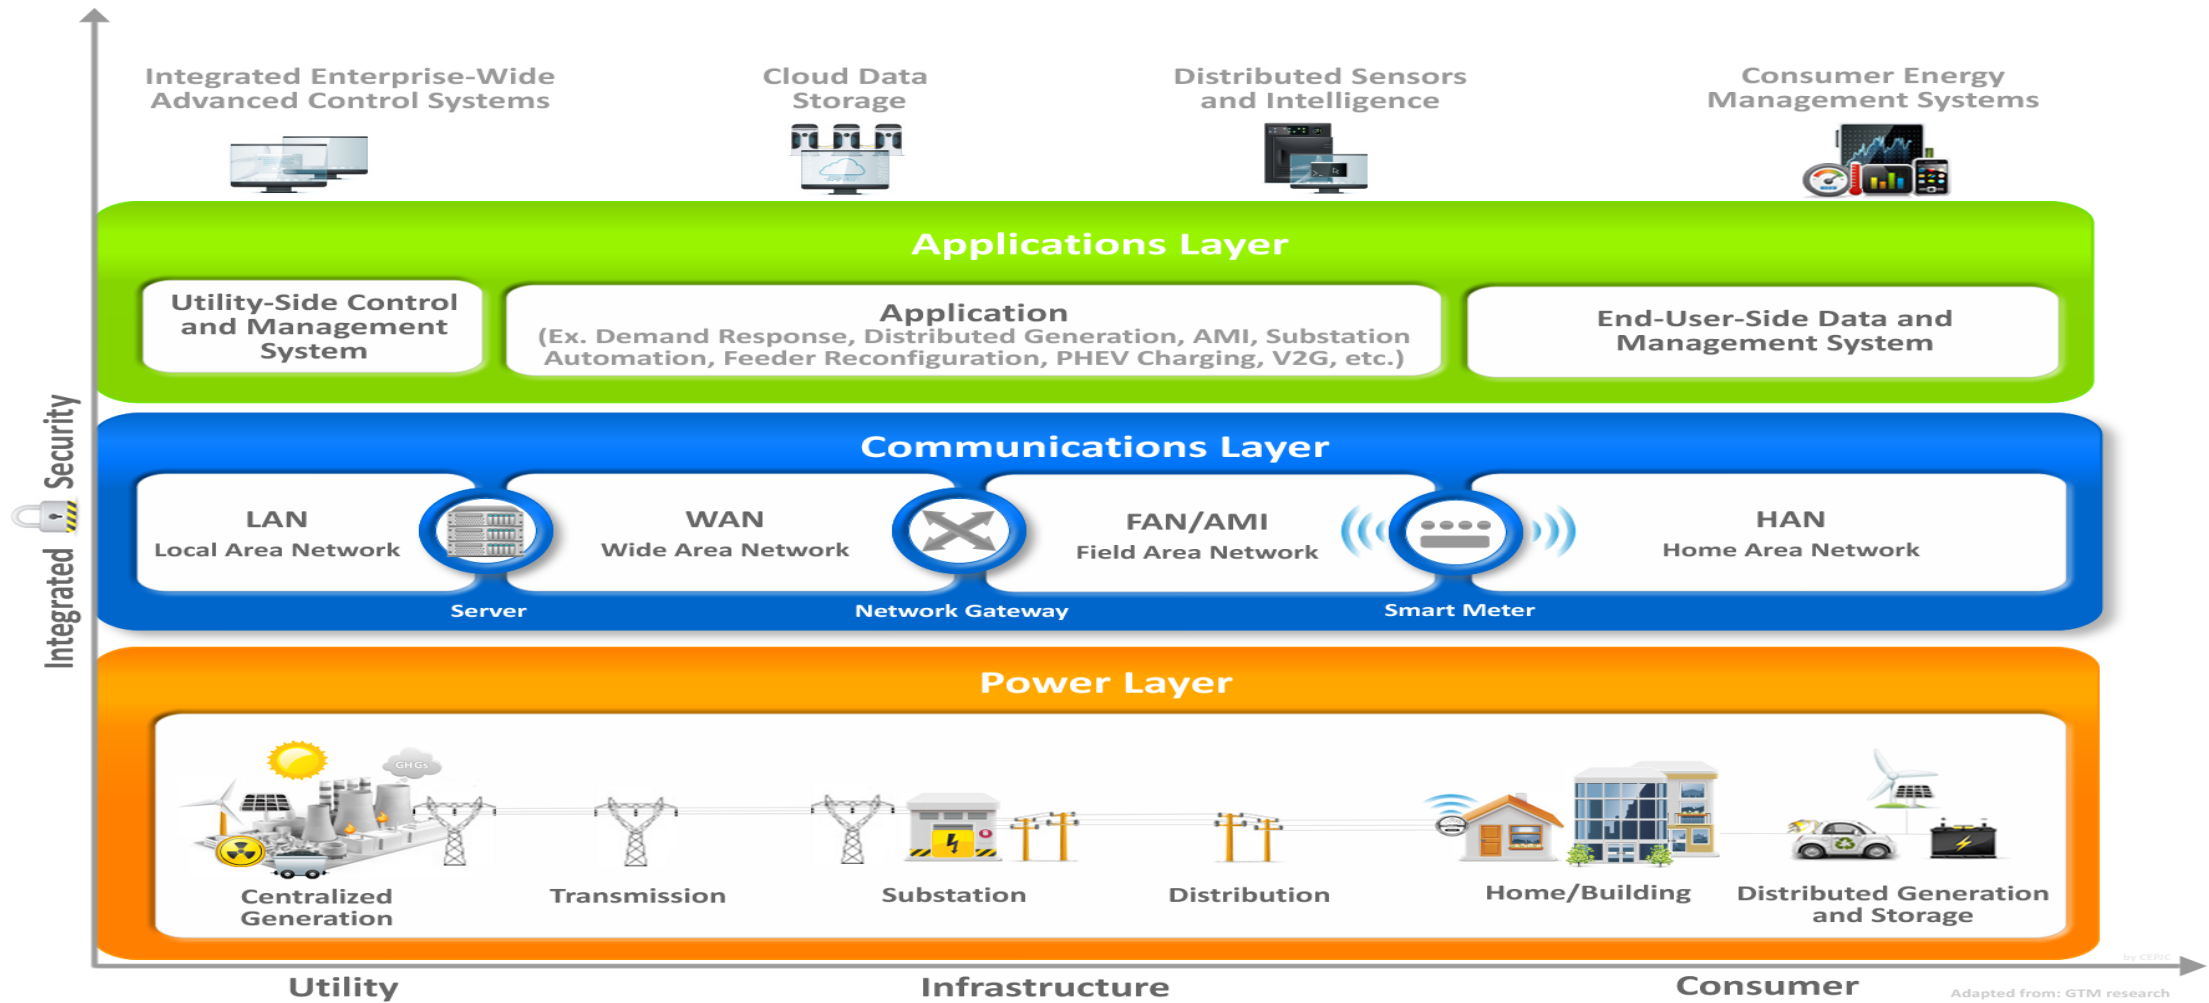 Integrated Enterprise-Wide
Advanced Control Systems
Cloud Data
Storage
Distributed Sensors
and Intelligence
Consumer Energy
Management Systems
Applications Layer
Utility-Side Control
and Management
System
Application
(Ex. Demand Response, Distributed Generation, AMI, Substation
Automation, Feeder Reconfiguration, PHEV Charging, V2G, etc.)
End-User-Side Data and
Management System
Integrated Security
Communications Layer
LAN
Local Area Network
WAN
Wide Area Network
FAN/AMI
Field Area Network
HAN
Home Area Network
Server
Network Gateway
Smart Meter
Power Layer
GHGs
Centralized
Generation
Transmission
Substation
Distribution
Home/Building
Distributed Generation
and Storage
by CEPIC
Utility
Infrastructure
Consumer
Adapted from: GTM research